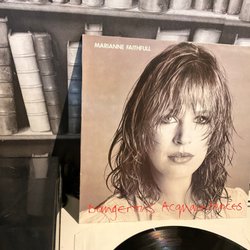 MARIANNE FAITHFULL
Dangerous Acquaintances